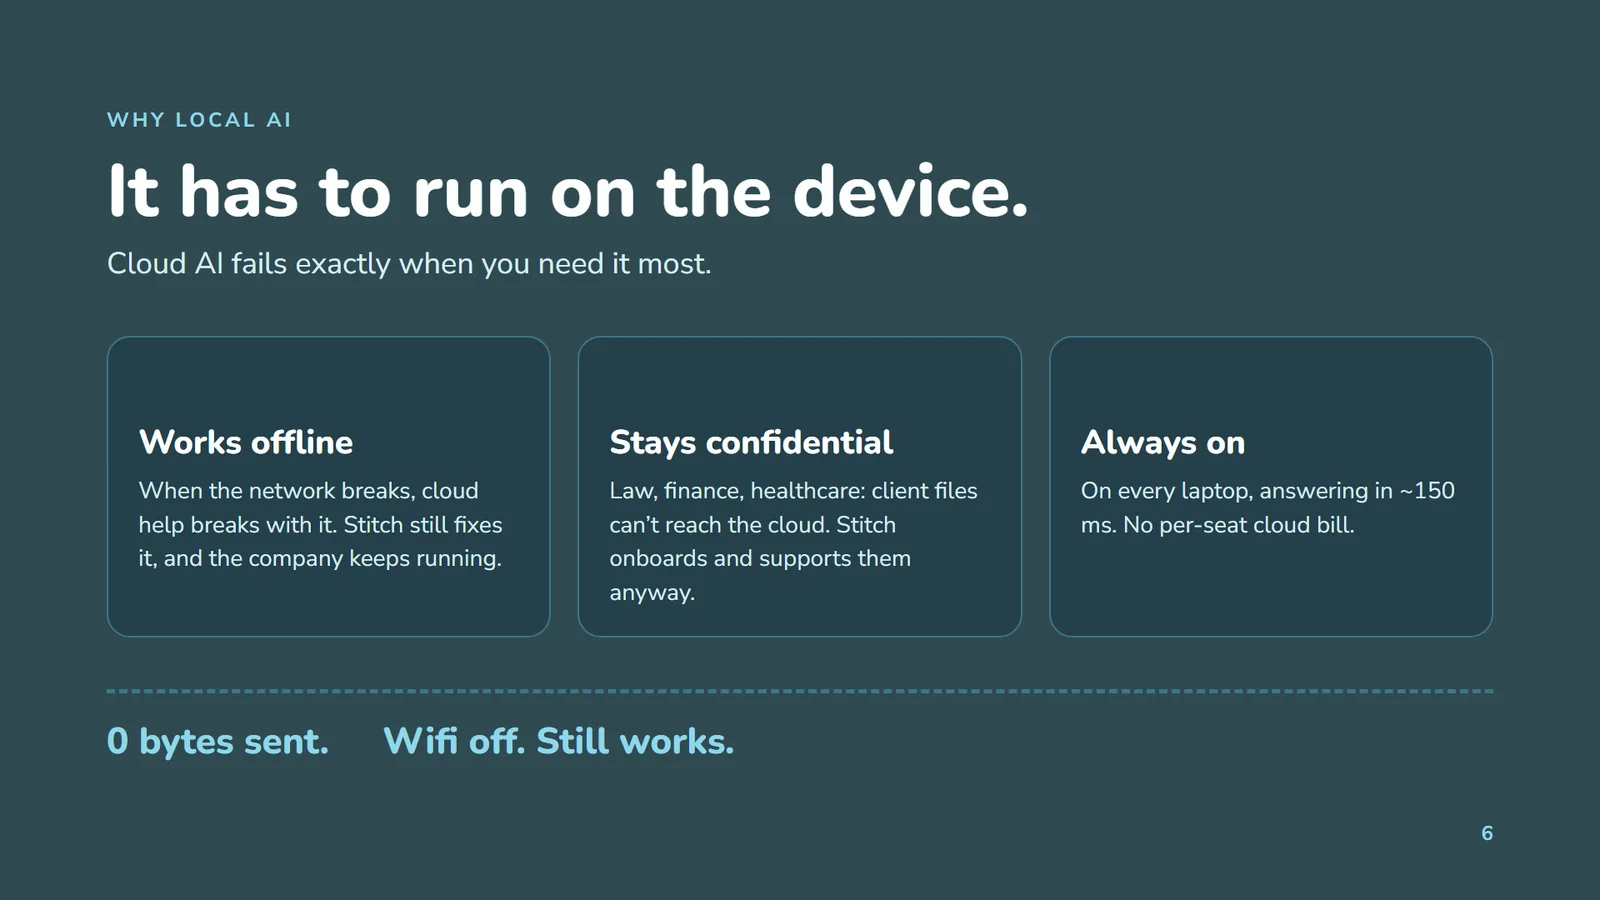 WHY LOCAL AI
It has to run on the device.
Cloud AI fails exactly when you need it most.
Works offline
When the network breaks, cloud
help breaks with it. Stitch still fixes
it, and the company keeps running.
Stays confidential
Law, finance, healthcare: client files
can’t reach the cloud. Stitch
onboards and supports them
anyway.
Always on
On every laptop, answering in ~150
ms. No per-seat cloud bill.
0 bytes sent.
Wifi off. Still works.
6